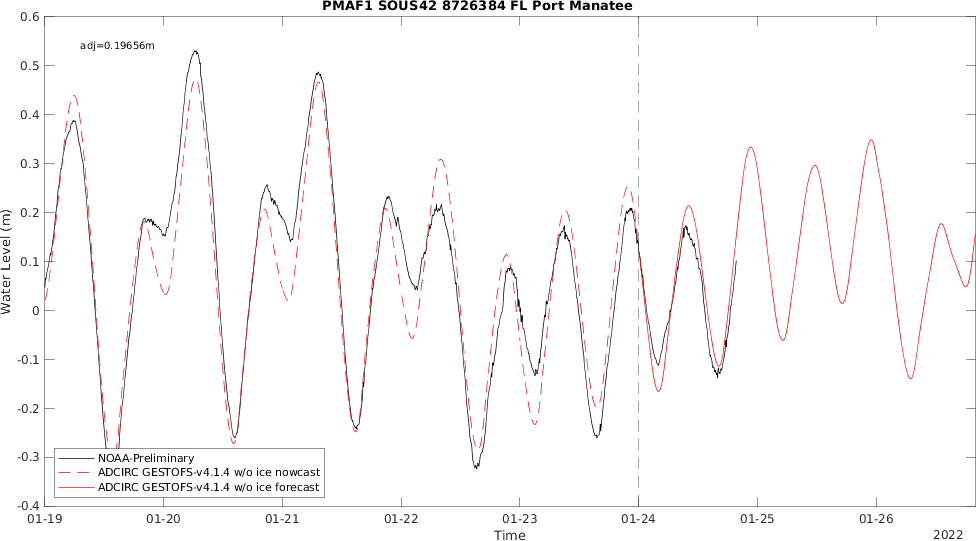 PMAF1 SOUS42 8726384 FL Port Manatee
0.6
adj=0.19656m
0.5
0.4
0.3
0.2
0.1
0
-0.1
-0.2
-0.3
-0.4
Water Level (m)
NOAA-Preliminary
ADCIRC GESTOFS-v4.1.4 w/o ice nowcast
ADCIRC GESTOFS-v4.1.4 w/o ice forecast
01-19 01-20 01-21 01-22 01-23 01-24 01-25 01-26
Time
2022